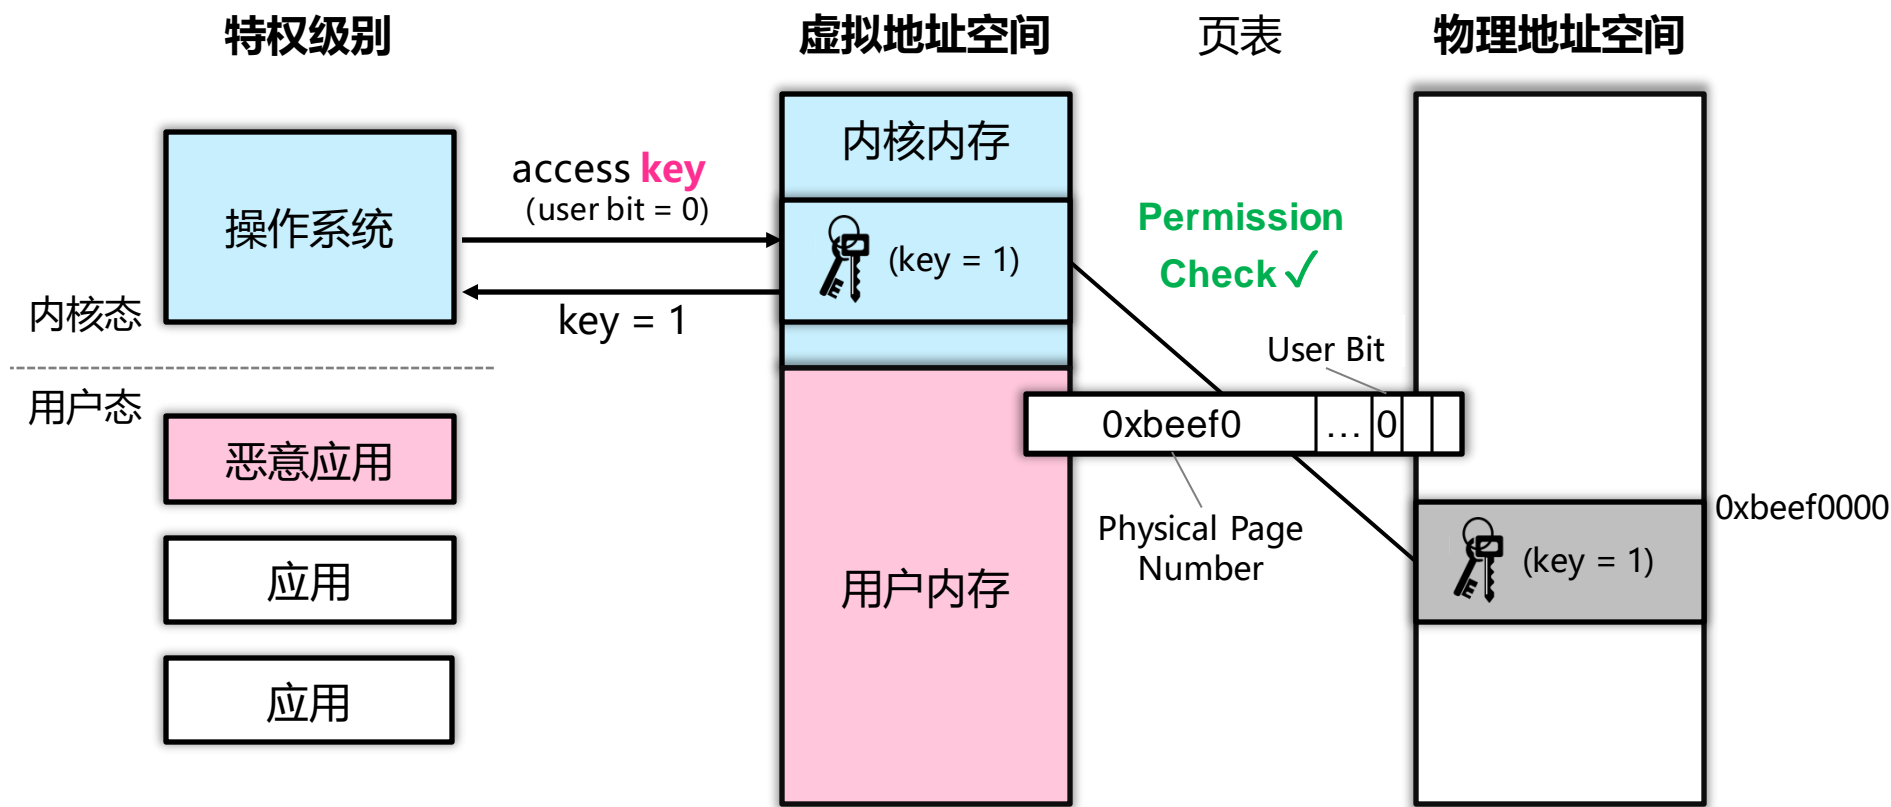 特权级别
虚拟地址空间
页表
物理地址空间
操作系统
access key
(user bit = 0)
key = 1
内核内存
(key = 1)
Permission
Check ✓
内核态
用户态
User Bit
0xbeef0
...
0
Physical Page
Number
恶意应用
应用
应用
用户内存
0xbeef0000
(key = 1)